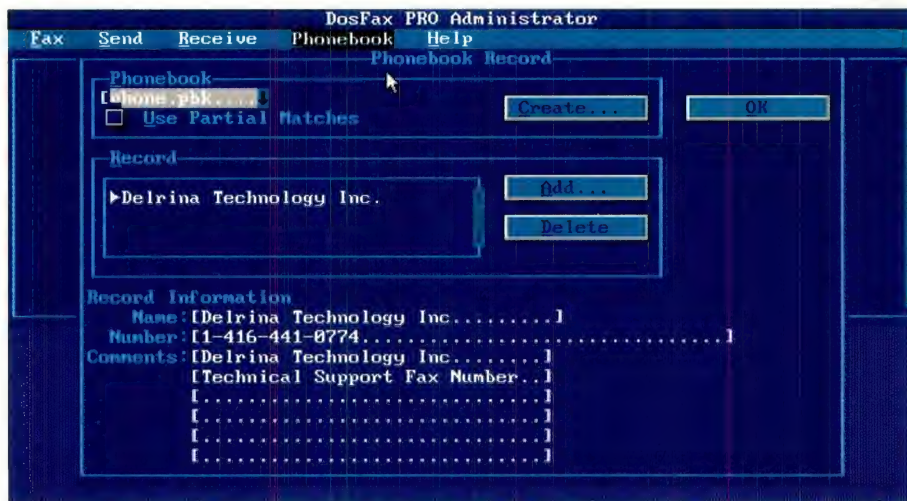 DosFax PRO Administrator
Fax Send Receive Phonebook Help
Phonebook Record
Phonebook
[phone.pbk....
Use Partial Matches
Create...
OK
Record
Delrina Technology Inc.
Add...
Delete
Record Information
Name:[Delrina Technology Inc.........]
Number:[1-416-441-0774................................]
Comments:[Delrina Technology Inc........]
[Technical Support Fax Number..]
[..............................]
[..............................]
[..............................]
[..............................]